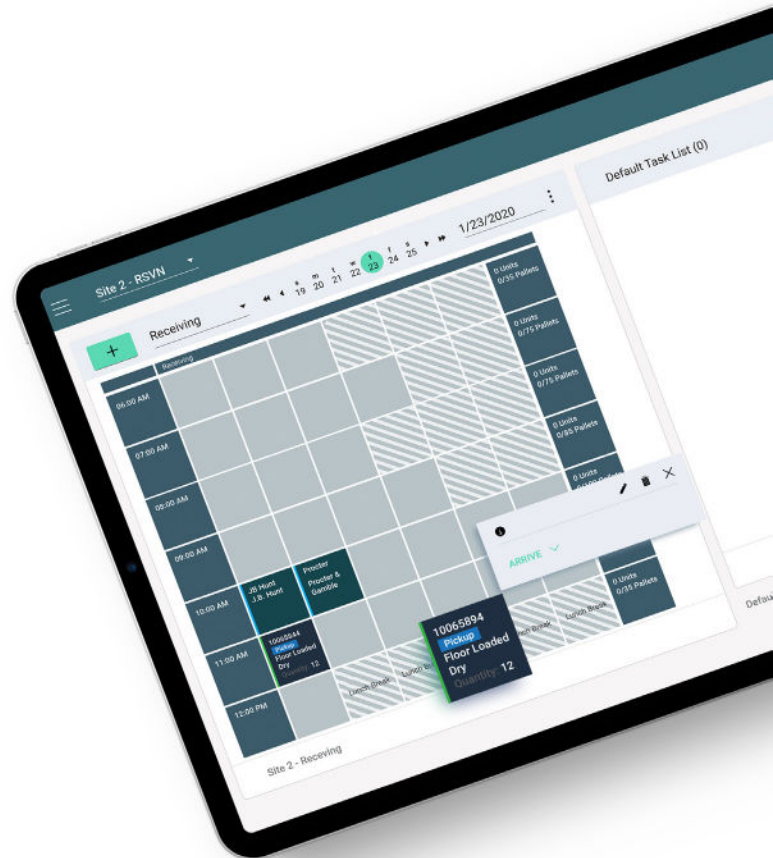 Site 2 - RSVN
Default Task List (0)
+
Receiving
s m t w t f s
19 20 21 22 23 24 25
1/23/2020
Receiving
06:00 AM
0 Units
0/35 Pallets
07:00 AM
0 Units
0/75 Pallets
08:00 AM
0 Units
0/75 Pallets
09:00 AM
0 Units
0/85 Pallets
10:00 AM
JB Hunt
J.B. Hunt
Procter
Procter &
Gamble
0 Units
ARRIVE
11:00 AM
10065894
Pickup
Floor Loaded
Dry
Quantity: 12
10065894
Pickup
Floor Loaded
Dry
Quantity: 12
12:00 PM
Lunch Break
Lunch
Break
Lunch Break
0 Units
0/35 Pallets
Site 2 - Receving